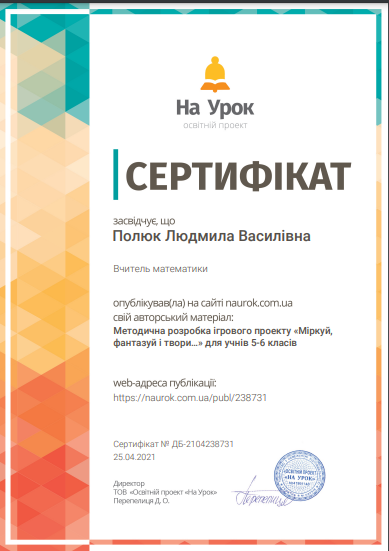 На Урок
освітній проект
СЕРТИФІКАТ
засвідчує, що
Полюк Людмила Василівна
Вчитель математики
опублікував(ла) на сайті naurok.com.ua
свій авторський матеріал:
Методична розробка ігрового проекту «Міркуй,
фантазуй і твори...» для учнів 5-6 класів
web-адреса публікації:
https://naurok.com.ua/publ/238731
Сертифікат № ДБ-2104238731
25.04.2021
Директор
ТОВ «Освітній проект «На Урок»
Перепелиця Д. О.
ОСВІТНІЙ ПРОЕКТ
«НА УРОК»